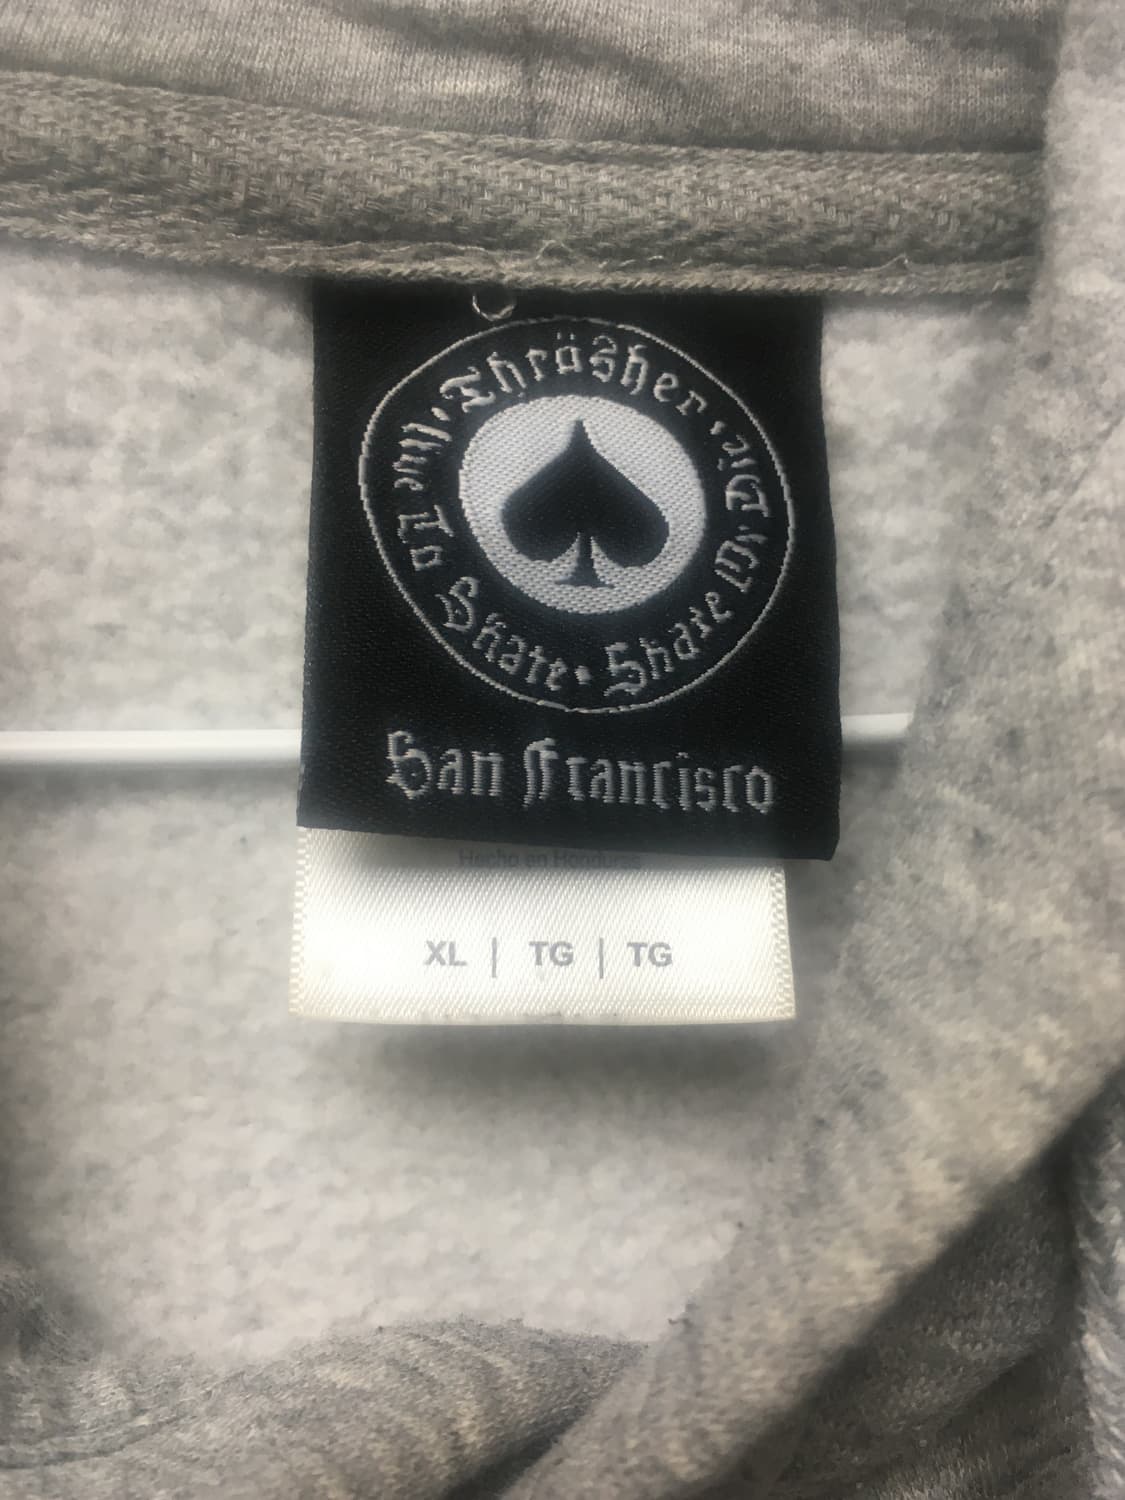 Thrasher • Skate Or Die • Live To Skate •
San Francisco
Hecho en Honduras
XL | TG | TG